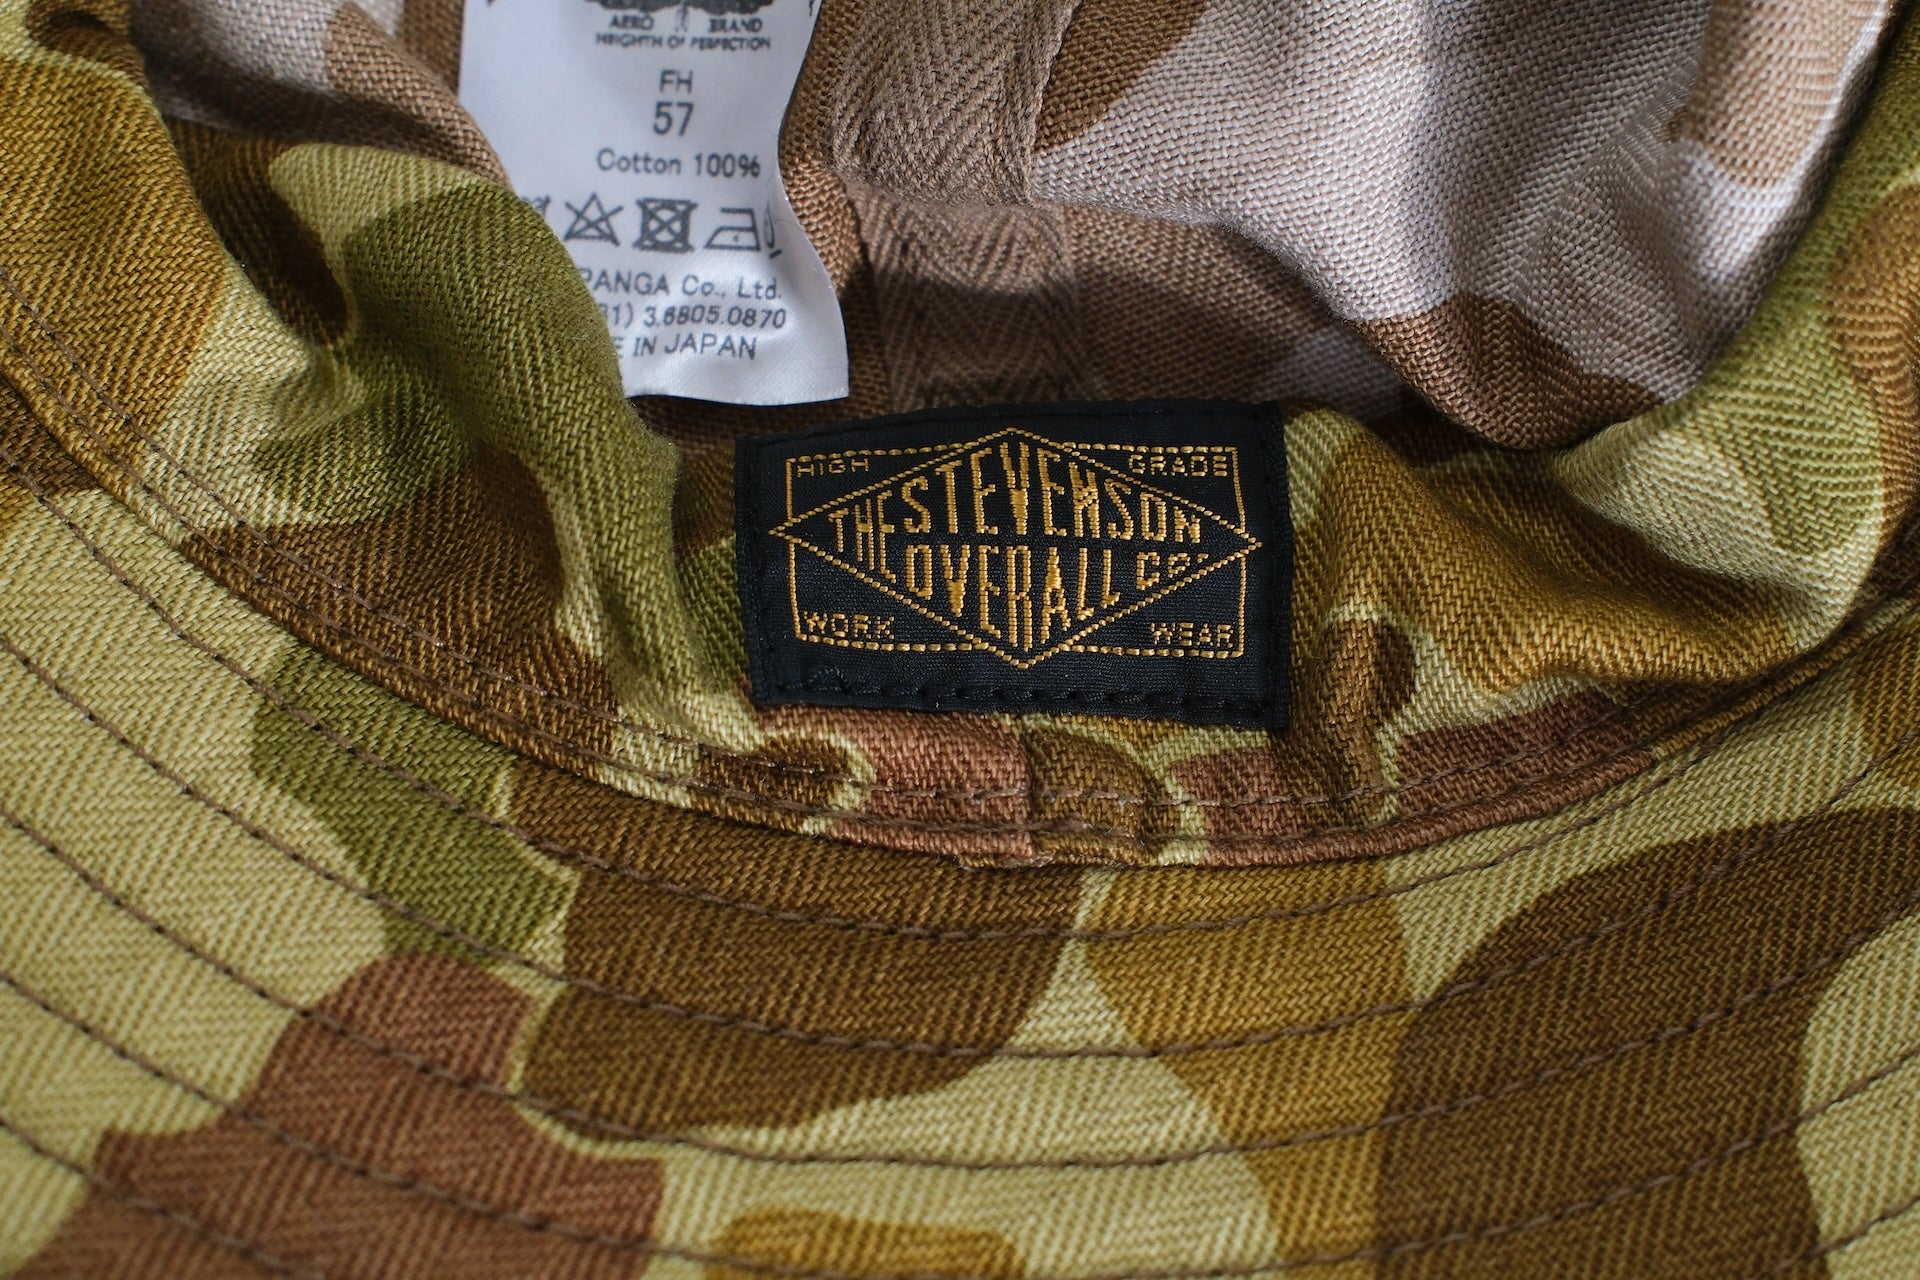 AERO BRAND
HEIGHTH OF PERFECTION
FH
57
Cotton 100%
PANGA Co., Ltd.
81) 3.6805.0870
E IN JAPAN
HIGH GRADE
THE STEVENSON
OVERALL CO
WORK WEAR